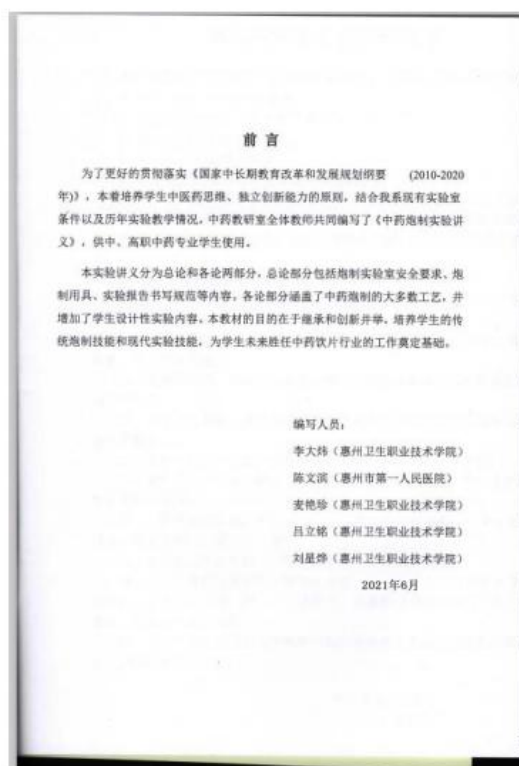 前 言
为了更好的贯彻落实《国家中长期教育改革和发展规划纲要 (2010-2020
年)》，本着培养学生中医药思维、独立创新能力的原则，结合我系现有实验室
条件以及历年实验教学情况，中药教研室全体教师共同编写了《中药炮制实验讲
义》，供中、高职中药专业学生使用。
本实验讲义分为总论和各论两部分，总论部分包括炮制实验室安全要求、炮
制用具、实验报告书写规范等内容，各论部分涵盖了中药炮制的大多数工艺，并
增加了学生设计性实验内容。本教材的目的在于继承和创新并举，培养学生的传
统炮制技能和现代实验技能，为学生未来胜任中药饮片行业的工作奠定基础。
编写人员：
李大炜（惠州卫生职业技术学院）
陈文滨（惠州市第一人民医院）
麦艳珍（惠州卫生职业技术学院）
吕立铭（惠州卫生职业技术学院）
刘星烨（惠州卫生职业技术学院）
2021年6月